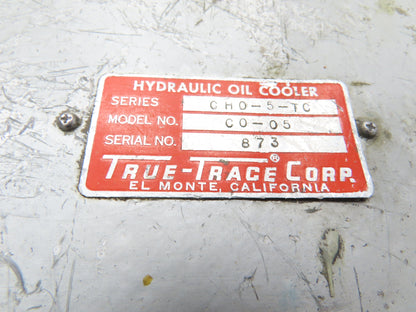 HYDRAULIC OIL COOLER
SERIES CHO-5-TC
MODEL NO. CO-05
SERIAL NO. 873
TRUE-TRACE CORP.®
EL MONTE, CALIFORNIA